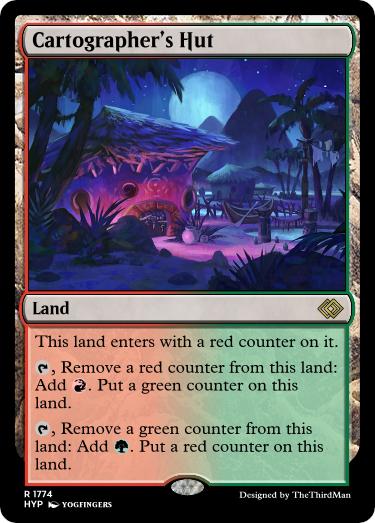 Cartographer's Hut
Land
This land enters with a red counter on it.
, Remove a red counter from this land:
Add . Put a green counter on this
land.
, Remove a green counter from this
land: Add . Put a red counter on this
land.
R 1774
HYP YOGFINGERS
Designed by TheThirdMan